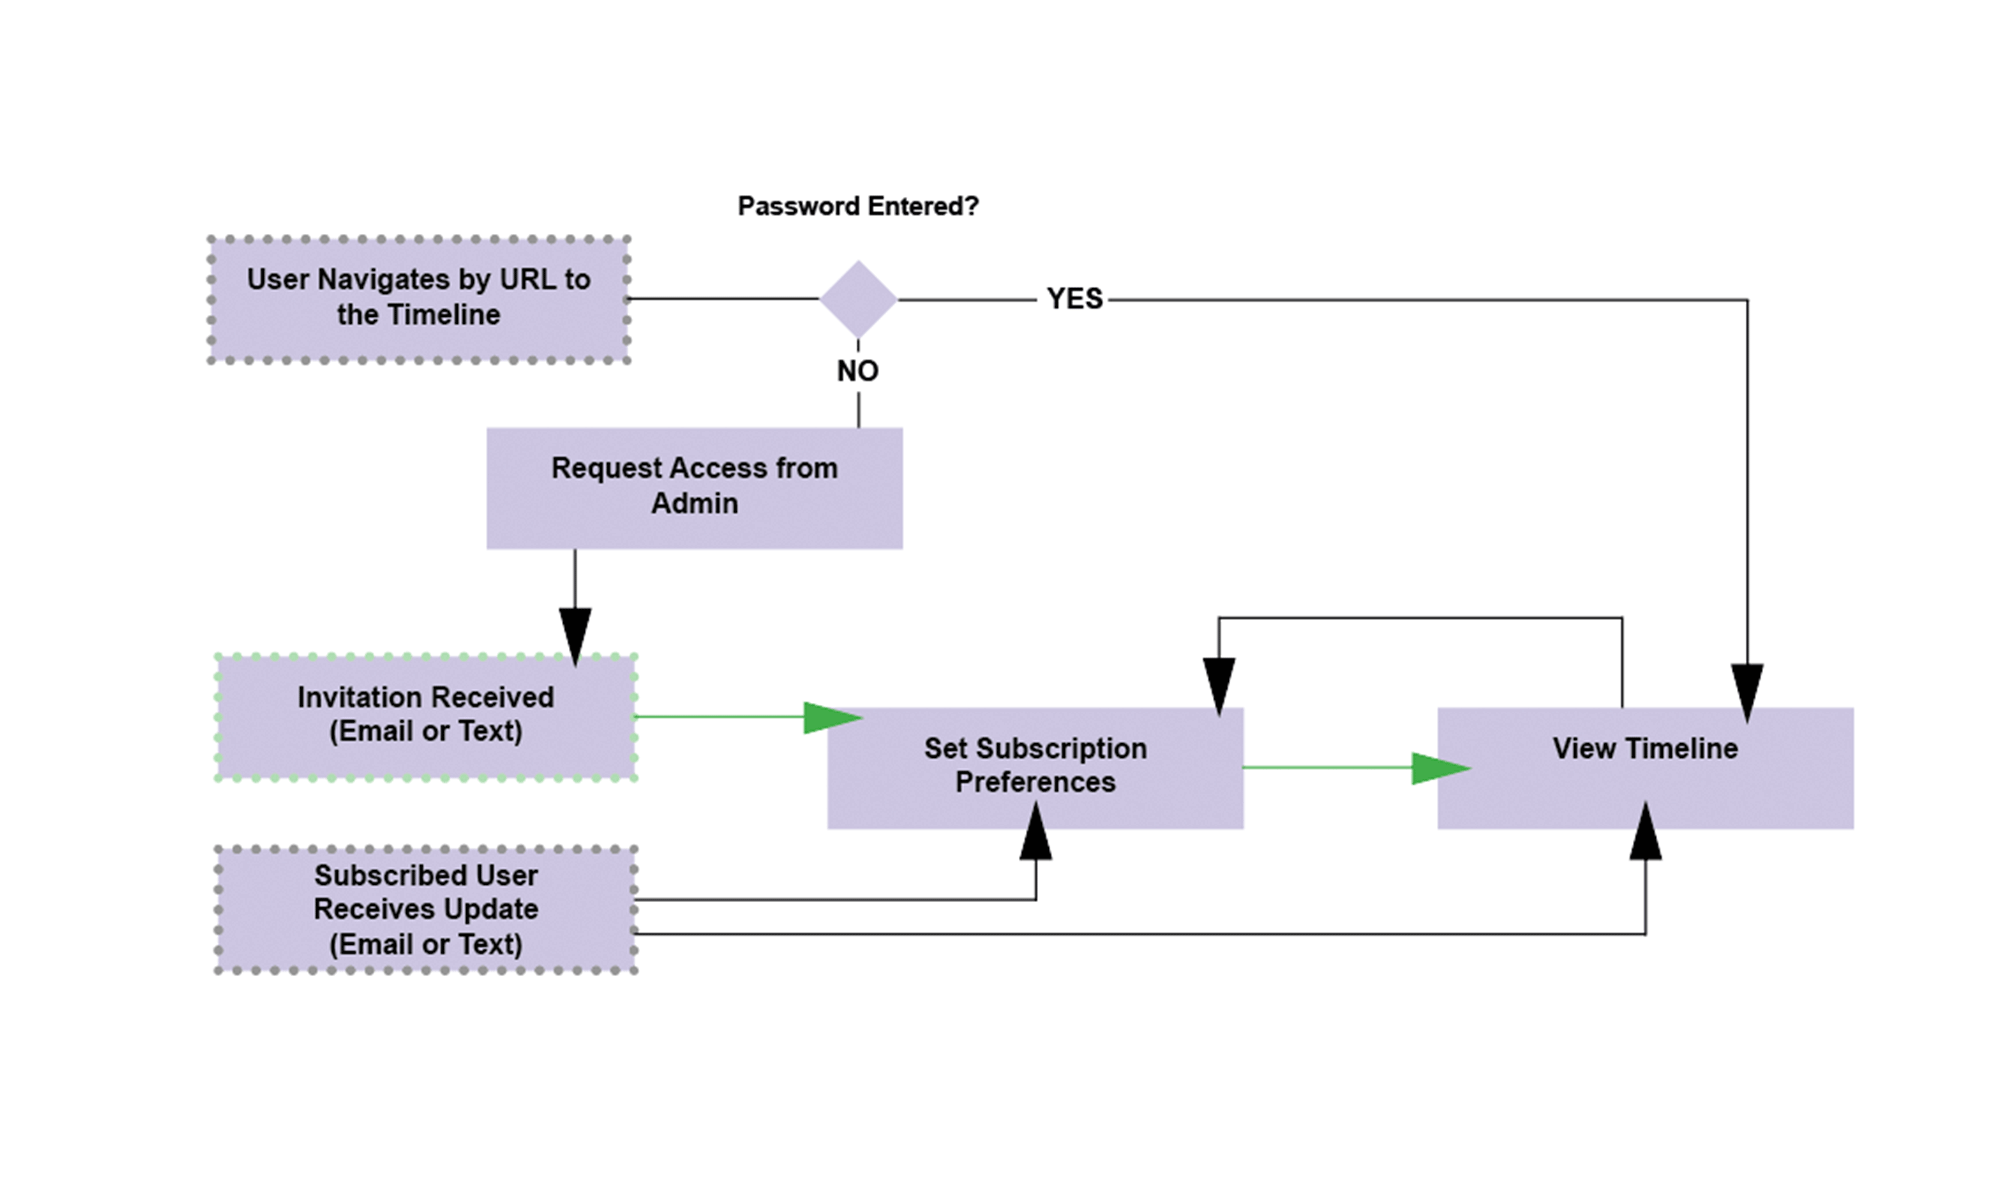 Password Entered?
User Navigates by URL to
the Timeline
YES
NO
Request Access from
Admin
Invitation Received
(Email or Text)
Set Subscription
Preferences
View Timeline
Subscribed User
Receives Update
(Email or Text)